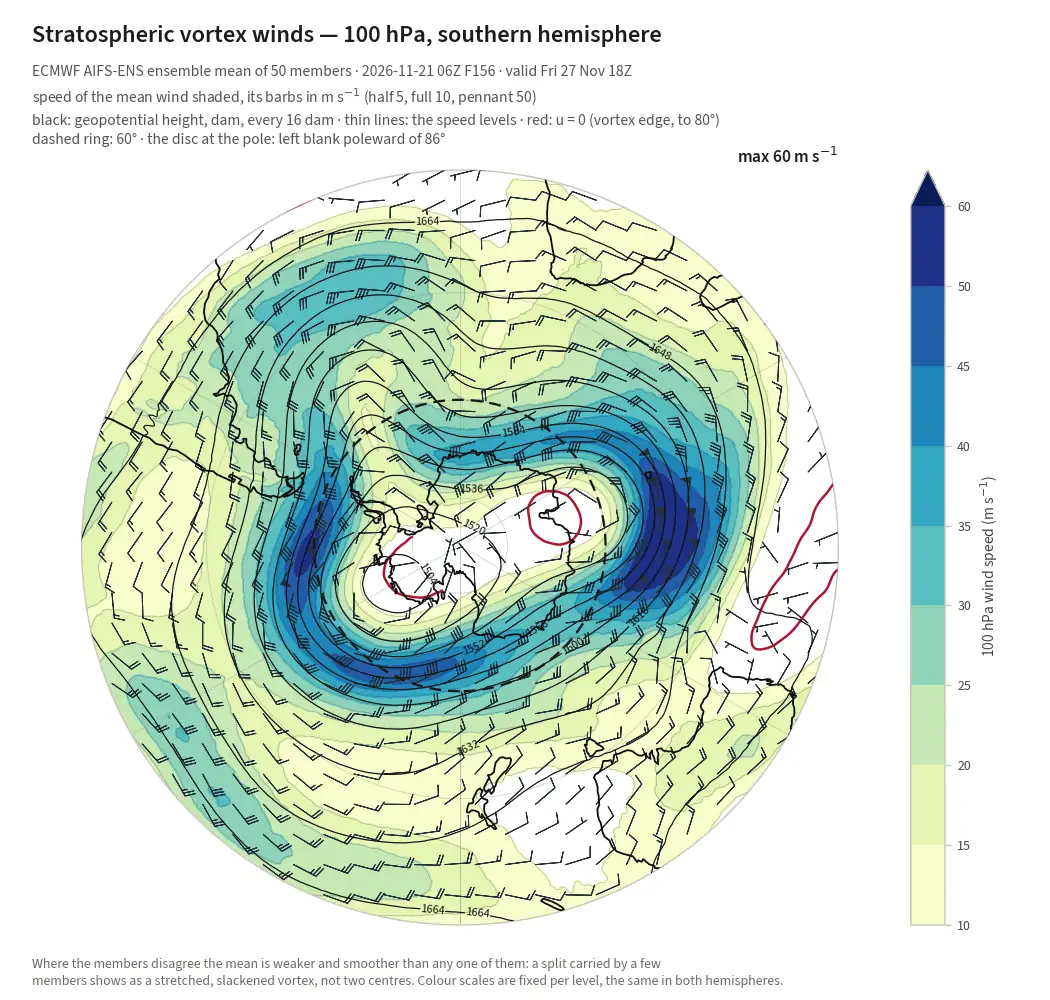 Stratospheric vortex winds — 100 hPa, southern hemisphere
ECMWF AIFS-ENS ensemble mean of 50 members · 2026-11-21 06Z F156 · valid Fri 27 Nov 18Z
speed of the mean wind shaded, its barbs in m s⁻¹ (half 5, full 10, pennant 50)
black: geopotential height, dam, every 16 dam · thin lines: the speed levels · red: u = 0 (vortex edge, to 80°)
dashed ring: 60° · the disc at the pole: left blank poleward of 86°
max 60 m s⁻¹
1664
1648
1584
1536
1520
1552
1600
1632
1664
1664
60
50
45
40
35
30
25
20
15
10
100 hPa wind speed (m s⁻¹)
Where the members disagree the mean is weaker and smoother than any one of them: a split carried by a few
members shows as a stretched, slackened vortex, not two centres. Colour scales are fixed per level, the same in both hemispheres.